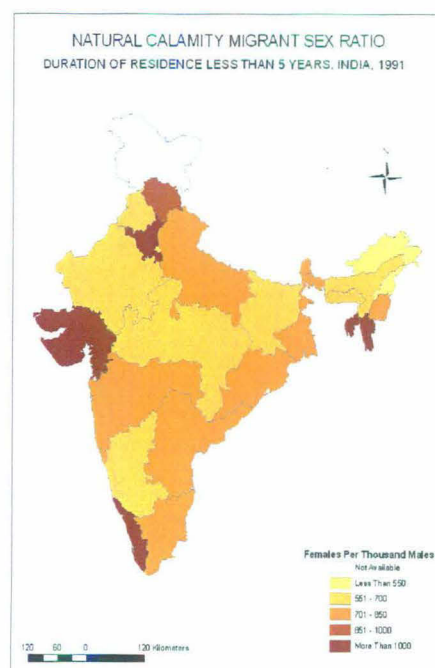 NATURAL CALAMITY MIGRANT SEX RATIO
DURATION OF RESIDENCE LESS THAN 5 YEARS, INDIA, 1991
Females Per Thousand Males
Not Available
Less Than 550
551 - 700
701 - 850
851 - 1000
More Than 1000
120 60 0 120 Kilometers